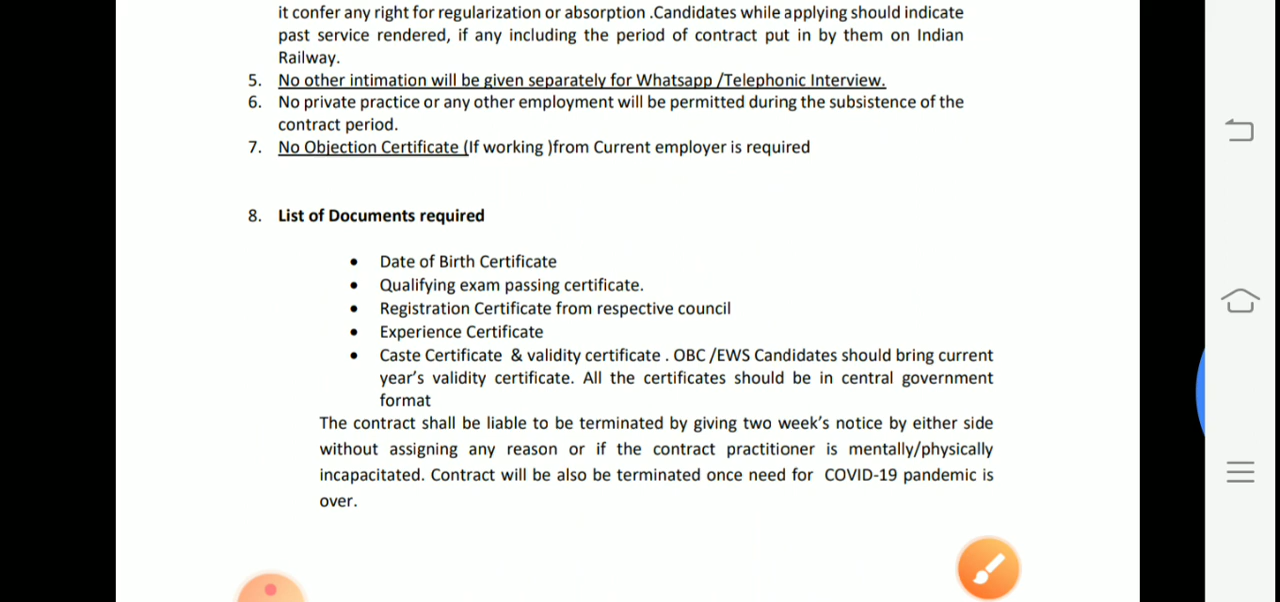 it confer any right for regularization or absorption .Candidates while applying should indicate
past service rendered, if any including the period of contract put in by them on Indian
Railway.
5. No other intimation will be given separately for Whatsapp /Telephonic Interview.
6. No private practice or any other employment will be permitted during the subsistence of the
contract period.
7. No Objection Certificate (If working )from Current employer is required
8. List of Documents required
• Date of Birth Certificate
• Qualifying exam passing certificate.
• Registration Certificate from respective council
• Experience Certificate
• Caste Certificate & validity certificate . OBC /EWS Candidates should bring current
year's validity certificate. All the certificates should be in central government
format
The contract shall be liable to be terminated by giving two week's notice by either side
without assigning any reason or if the contract practitioner is mentally/physically
incapacitated. Contract will be also be terminated once need for COVID-19 pandemic is
over.